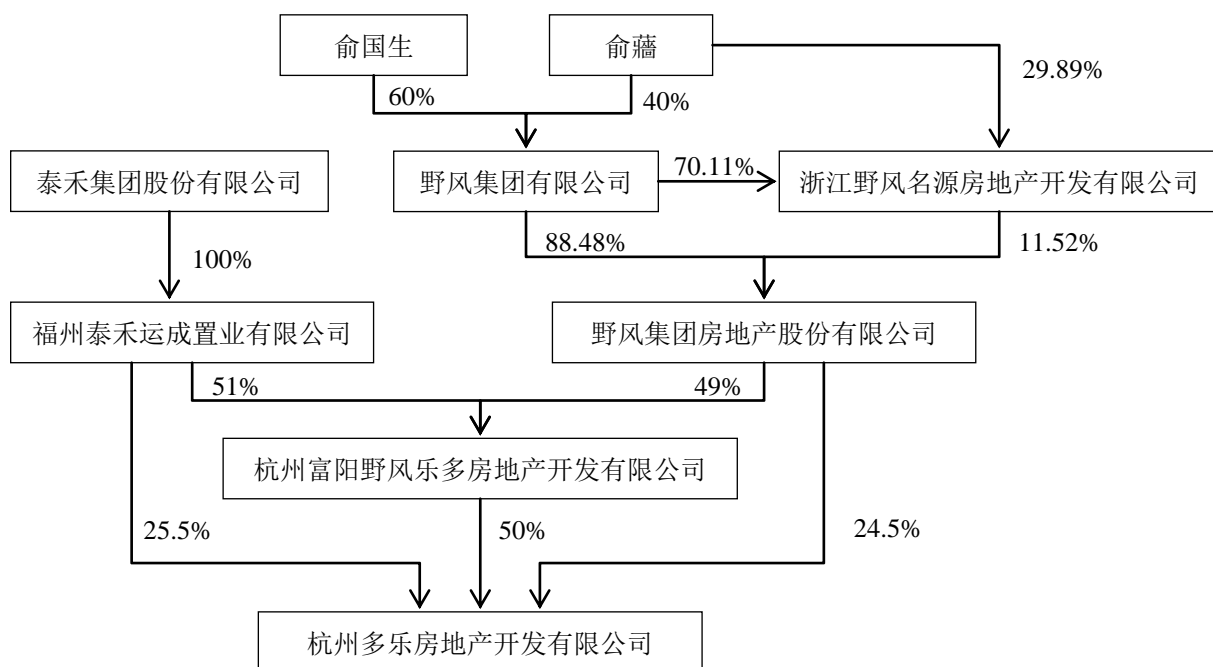 俞国生
俞蘠
29.89%
60%
40%
泰禾集团股份有限公司
野风集团有限公司
70.11%
浙江野风名源房地产开发有限公司
88.48%
11.52%
100%
福州泰禾运成置业有限公司
野风集团房地产股份有限公司
51%
49%
杭州富阳野风乐多房地产开发有限公司
25.5%
50%
24.5%
杭州多乐房地产开发有限公司